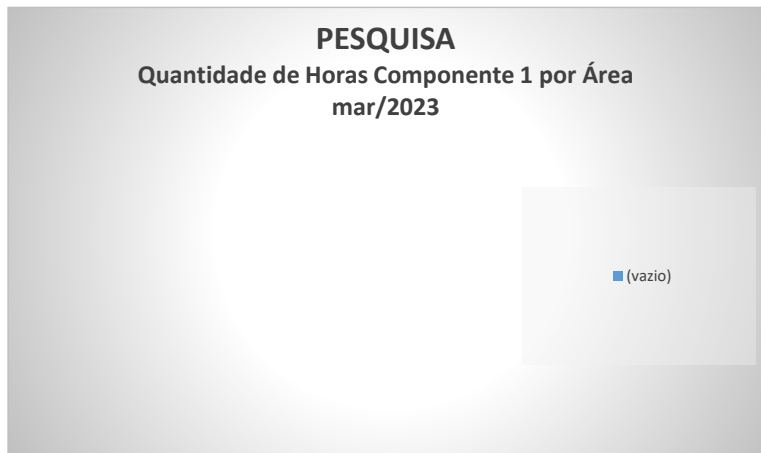 PESQUISA
Quantidade de Horas Componente 1 por Área
mar/2023
(vazio)